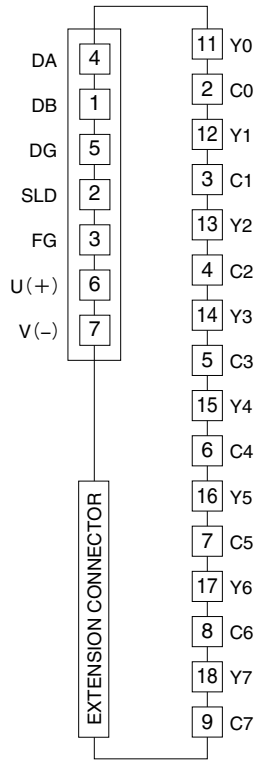 DA 4
DB 1
DG 5
SLD 2
FG 3
U(+) 6
V(−) 7
EXTENSION CONNECTOR
11 Y0
2 C0
12 Y1
3 C1
13 Y2
4 C2
14 Y3
5 C3
15 Y4
6 C4
16 Y5
7 C5
17 Y6
8 C6
18 Y7
9 C7